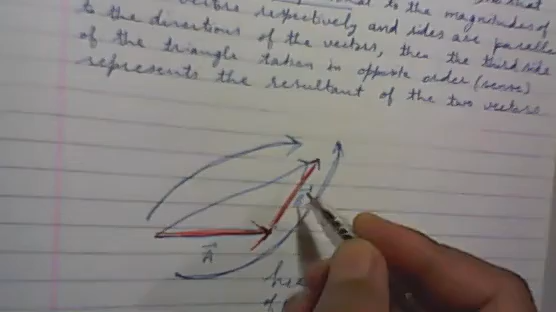 vectors respectively and sides are parallel
to the directions of the vectors, then the third side
of the triangle taken in opposite order (sense)
represents the resultant of the two vectors
A